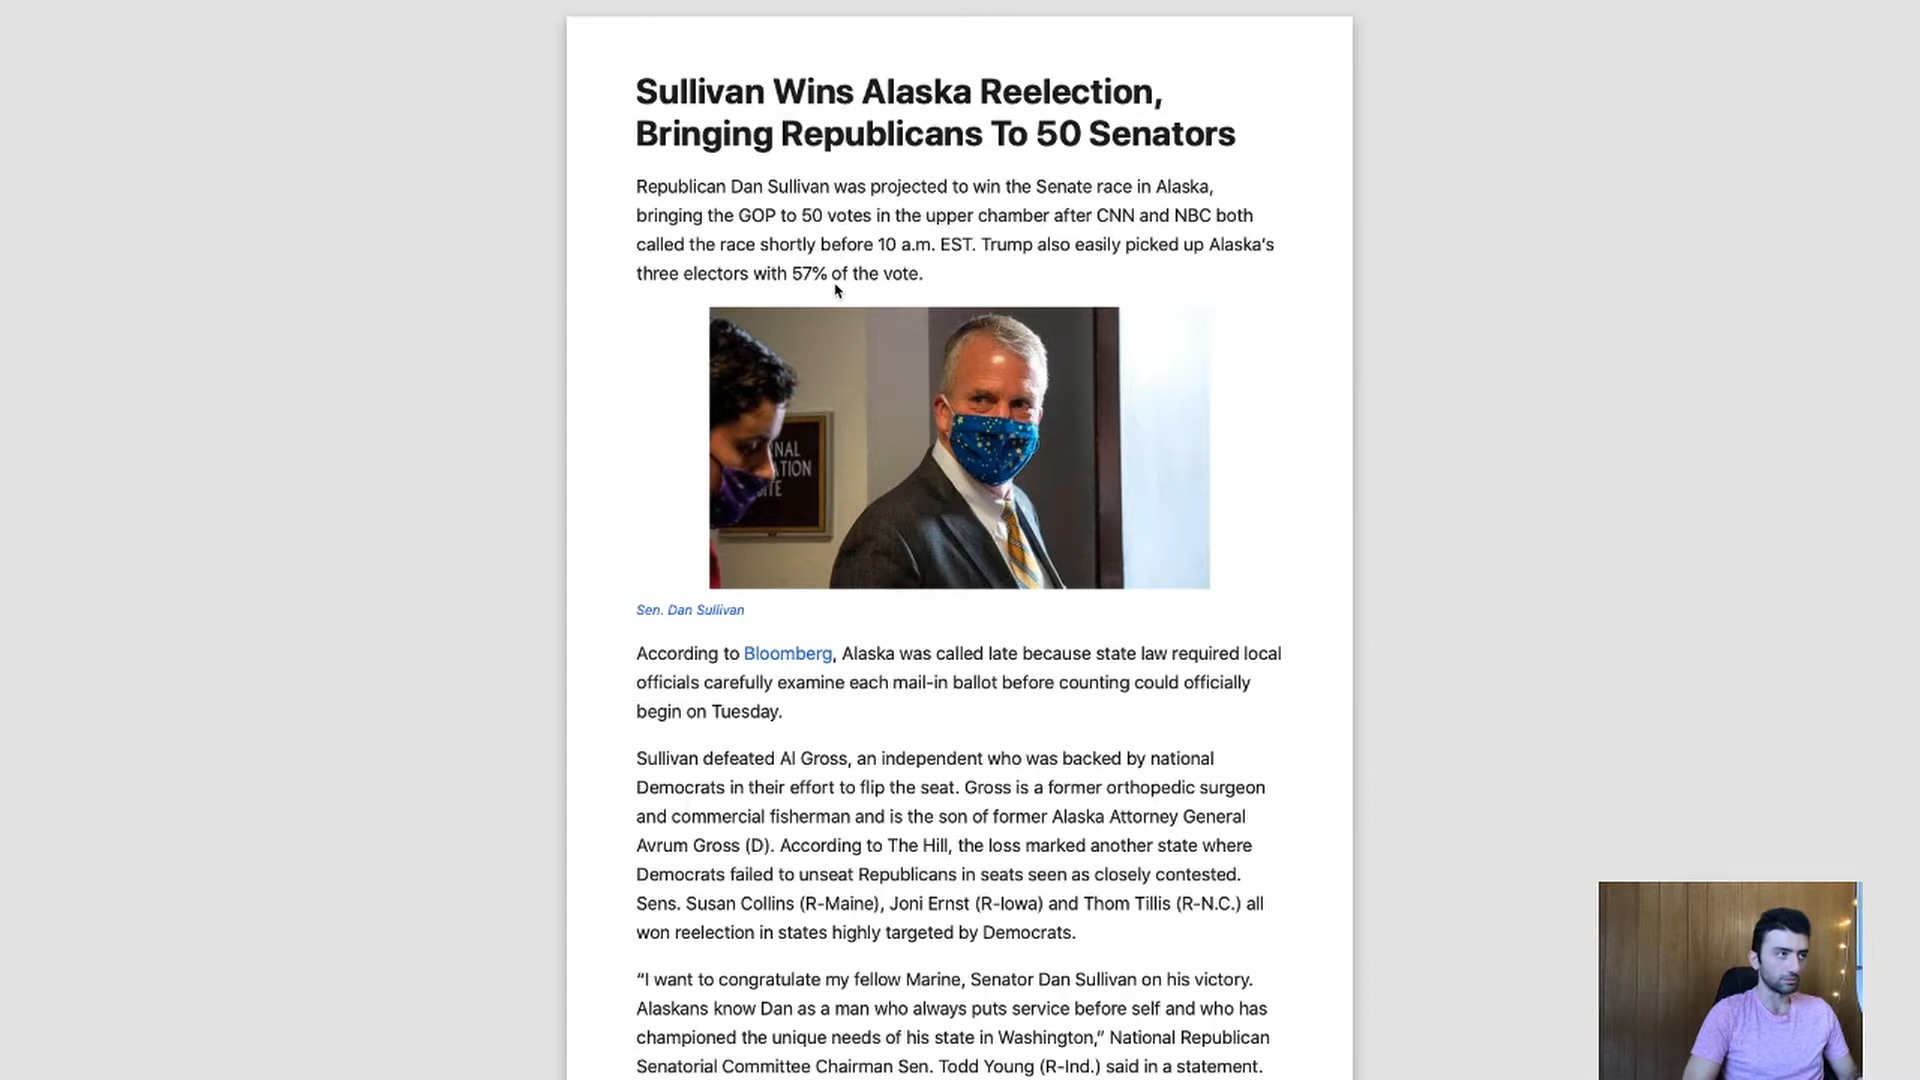 Sullivan Wins Alaska Reelection,
Bringing Republicans To 50 Senators
Republican Dan Sullivan was projected to win the Senate race in Alaska,
bringing the GOP to 50 votes in the upper chamber after CNN and NBC both
called the race shortly before 10 a.m. EST. Trump also easily picked up Alaska's
three electors with 57% of the vote.
RNAL
ATION
ITE
Sen. Dan Sullivan
According to Bloomberg, Alaska was called late because state law required local
officials carefully examine each mail-in ballot before counting could officially
begin on Tuesday.
Sullivan defeated Al Gross, an independent who was backed by national
Democrats in their effort to flip the seat. Gross is a former orthopedic surgeon
and commercial fisherman and is the son of former Alaska Attorney General
Avrum Gross (D). According to The Hill, the loss marked another state where
Democrats failed to unseat Republicans in seats seen as closely contested.
Sens. Susan Collins (R-Maine), Joni Ernst (R-Iowa) and Thom Tillis (R-N.C.) all
won reelection in states highly targeted by Democrats.
“I want to congratulate my fellow Marine, Senator Dan Sullivan on his victory.
Alaskans know Dan as a man who always puts service before self and who has
championed the unique needs of his state in Washington,” National Republican
Senatorial Committee Chairman Sen. Todd Young (R-Ind.) said in a statement.